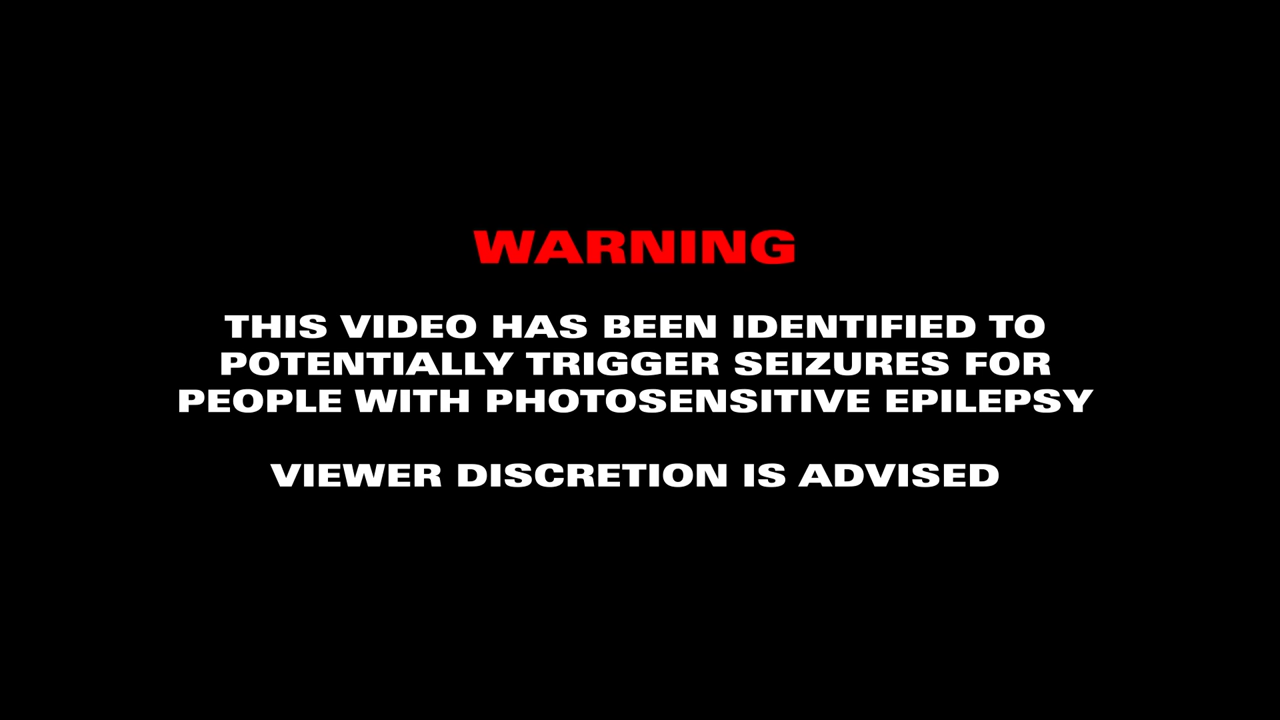 WARNING
THIS VIDEO HAS BEEN IDENTIFIED TO
POTENTIALLY TRIGGER SEIZURES FOR
PEOPLE WITH PHOTOSENSITIVE EPILEPSY
VIEWER DISCRETION IS ADVISED